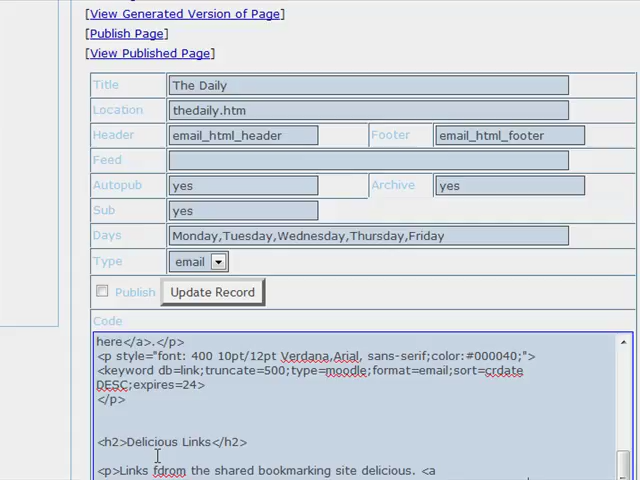 [View Generated Version of Page]
[Publish Page]
[View Published Page]
Title The Daily
Location thedaily.htm
Header email_html_header Footer email_html_footer
Feed
Autopub yes Archive yes
Sub yes
Days Monday,Tuesday,Wednesday,Thursday,Friday
Type email
Publish Update Record
Code
here</a>.</p>
<p style="font: 400 10pt/12pt Verdana,Arial, sans-serif;color:#000040;">
<keyword db=link;truncate=500;type=moodle;format=email;sort=crdate
DESC;expires=24>
</p>
<h2>Delicious Links</h2>
<p>Links fdrom the shared bookmarking site delicious. <a